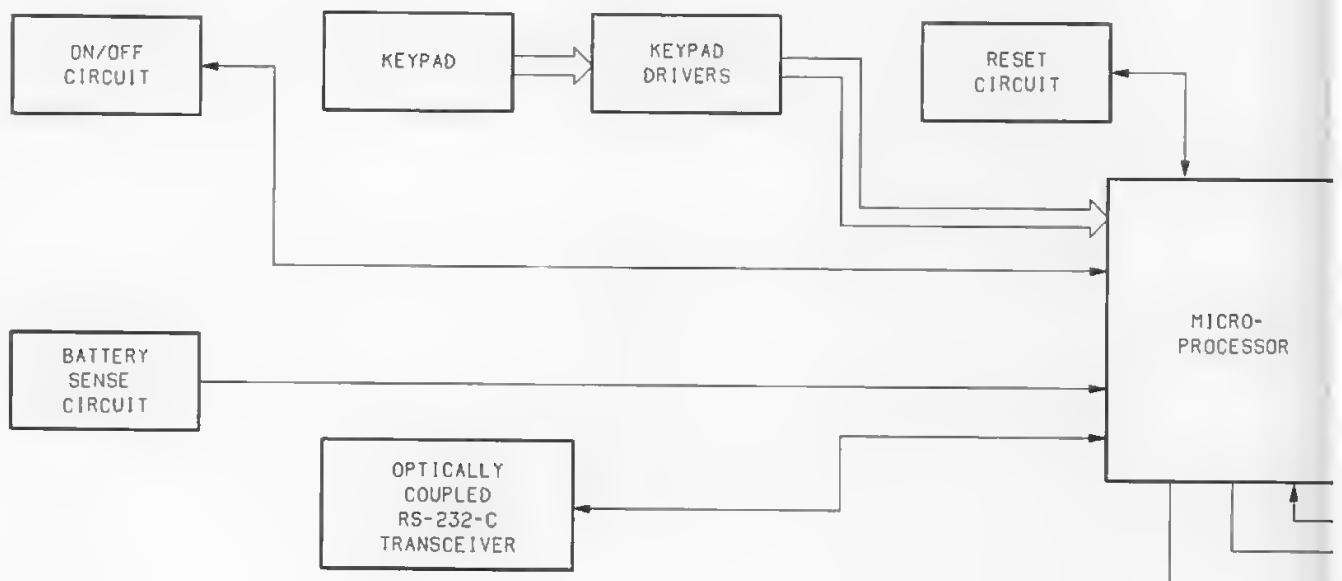 ON/OFF
CIRCUIT
KEYPAD
KEYPAD
DRIVERS
RESET
CIRCUIT
MICRO-
PROCESSOR
BATTERY
SENSE
CIRCUIT
OPTICALLY
COUPLED
RS-232-C
TRANSCEIVER